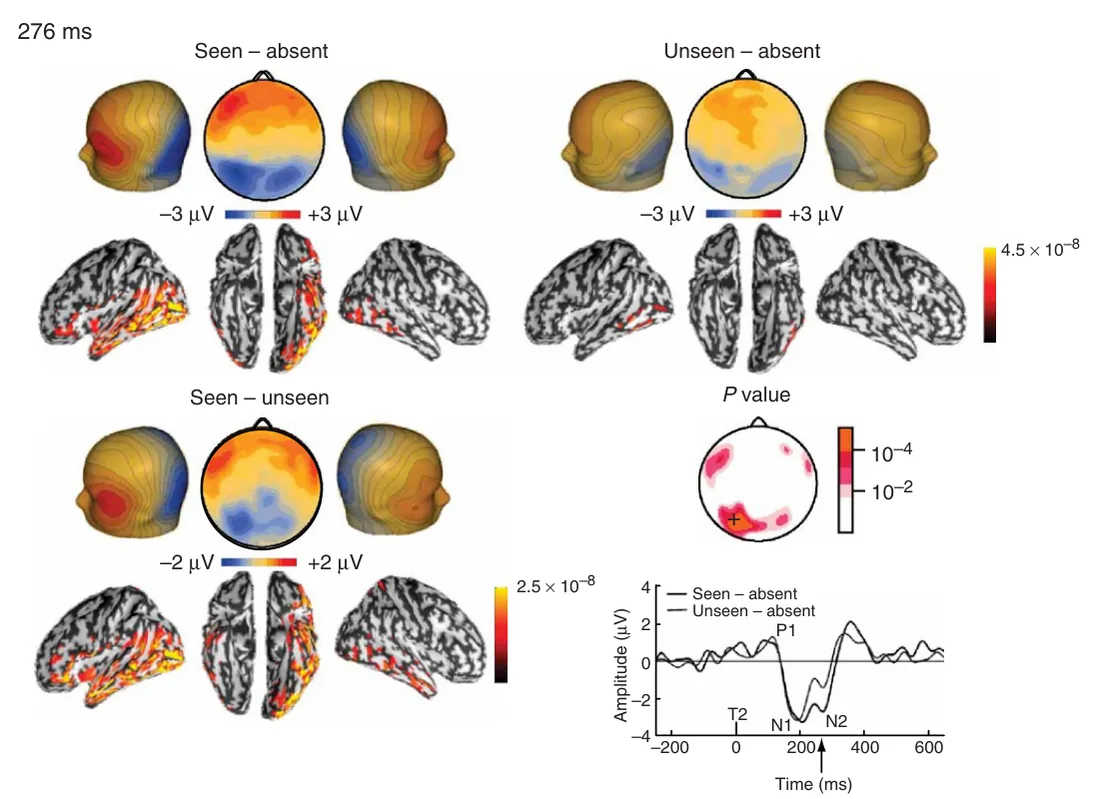 276 ms
Seen – absent
Unseen – absent
–3 μV
+3 μV
–3 μV
+3 μV
4.5 × 10–8
Seen – unseen
P value
10–4
10–2
–2 μV
+2 μV
2.5 × 10–8
4
2
0
–2
–4
Amplitude (μV)
Seen – absent
Unseen – absent
P1
T2
N1
N2
–200
0
200
400
600
Time (ms)